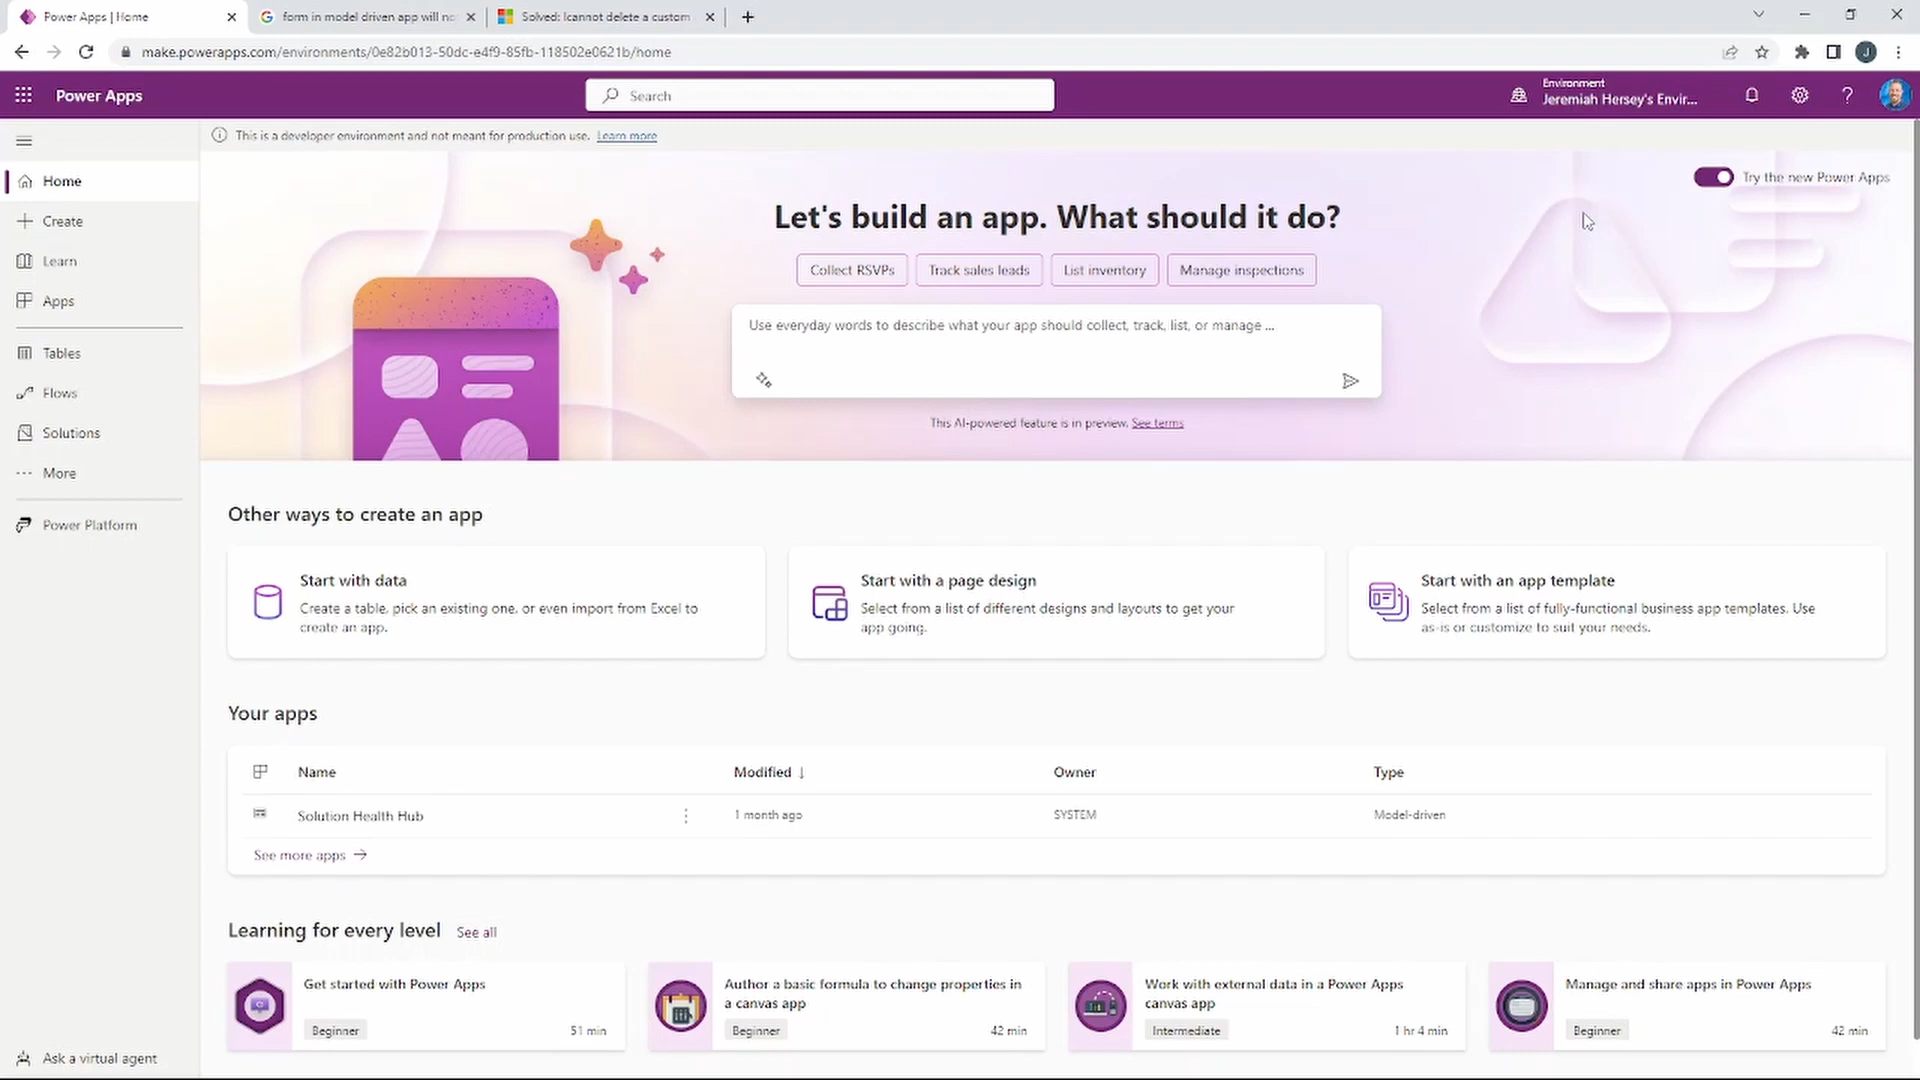 Power Apps | Home
form in model driven app will no
Solved: Icannot delete a custom
make.powerapps.com/environments/0e82b013-50dc-e4f9-85fb-118502e0621b/home
J
Power Apps
Search
Environment
Jeremiah Hersey's Envir...
This is a developer environment and not meant for production use. Learn more
Home
Create
Learn
Apps
Tables
Flows
Solutions
More
Power Platform
Ask a virtual agent
Try the new Power Apps
Let's build an app. What should it do?
Collect RSVPs
Track sales leads
List inventory
Manage inspections
Use everyday words to describe what your app should collect, track, list, or manage ...
This AI-powered feature is in preview. See terms
Other ways to create an app
Start with data
Create a table, pick an existing one, or even import from Excel to
create an app.
Start with a page design
Select from a list of different designs and layouts to get your
app going.
Start with an app template
Select from a list of fully-functional business app templates. Use
as-is or customize to suit your needs.
Your apps
Name
Modified ↓
Owner
Type
Solution Health Hub
1 month ago
SYSTEM
Model-driven
See more apps →
Learning for every level
See all
Get started with Power Apps
Beginner
51 min
Author a basic formula to change properties in
a canvas app
Beginner
42 min
Work with external data in a Power Apps
canvas app
Intermediate
1 hr 4 min
Manage and share apps in Power Apps
Beginner
42 min